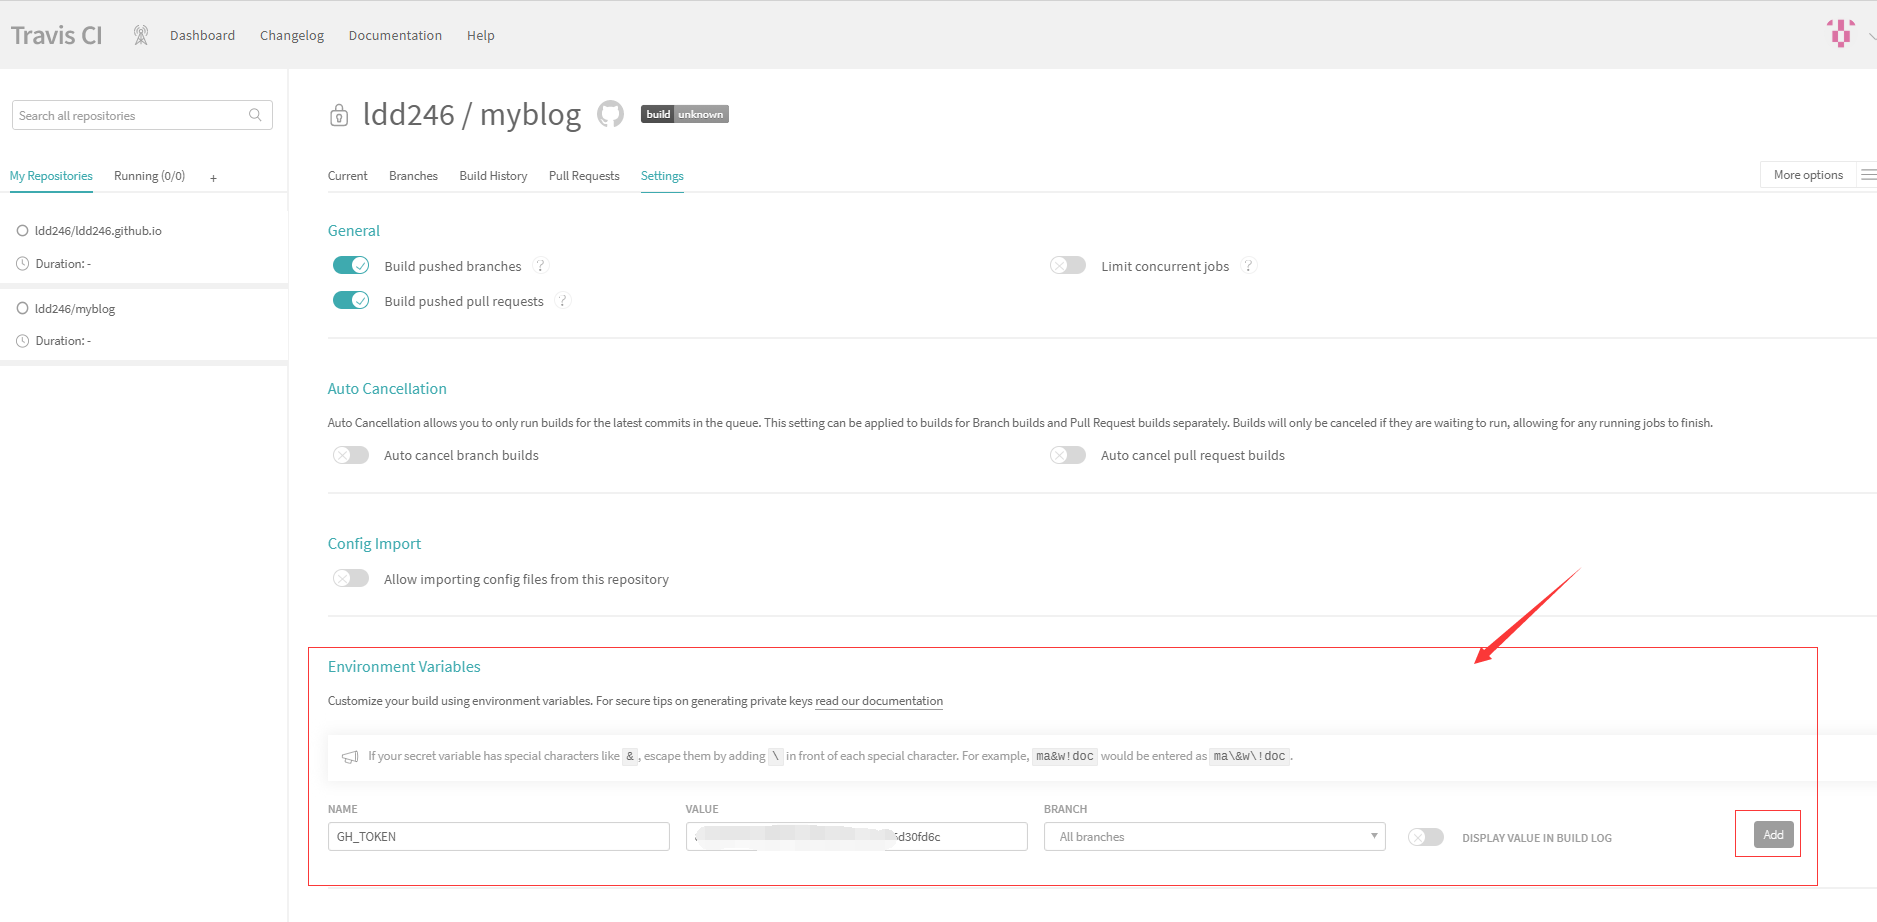 Travis CI
Dashboard Changelog Documentation Help
Search all repositories
My Repositories Running (0/0) +
ldd246/ldd246.github.io
Duration: -
ldd246/myblog
Duration: -
ldd246 / myblog build unknown
Current Branches Build History Pull Requests Settings More options
General
Build pushed branches ? Limit concurrent jobs ?
Build pushed pull requests ?
Auto Cancellation
Auto Cancellation allows you to only run builds for the latest commits in the queue. This setting can be applied to builds for Branch builds and Pull Request builds separately. Builds will only be canceled if they are waiting to run, allowing for any running jobs to finish.
Auto cancel branch builds Auto cancel pull request builds
Config Import
Allow importing config files from this repository
Environment Variables
Customize your build using environment variables. For secure tips on generating private keys read our documentation
If your secret variable has special characters like & , escape them by adding \ in front of each special character. For example, ma&w!doc would be entered as ma\&w\!doc .
NAME VALUE BRANCH
GH_TOKEN d30fd6c All branches DISPLAY VALUE IN BUILD LOG Add